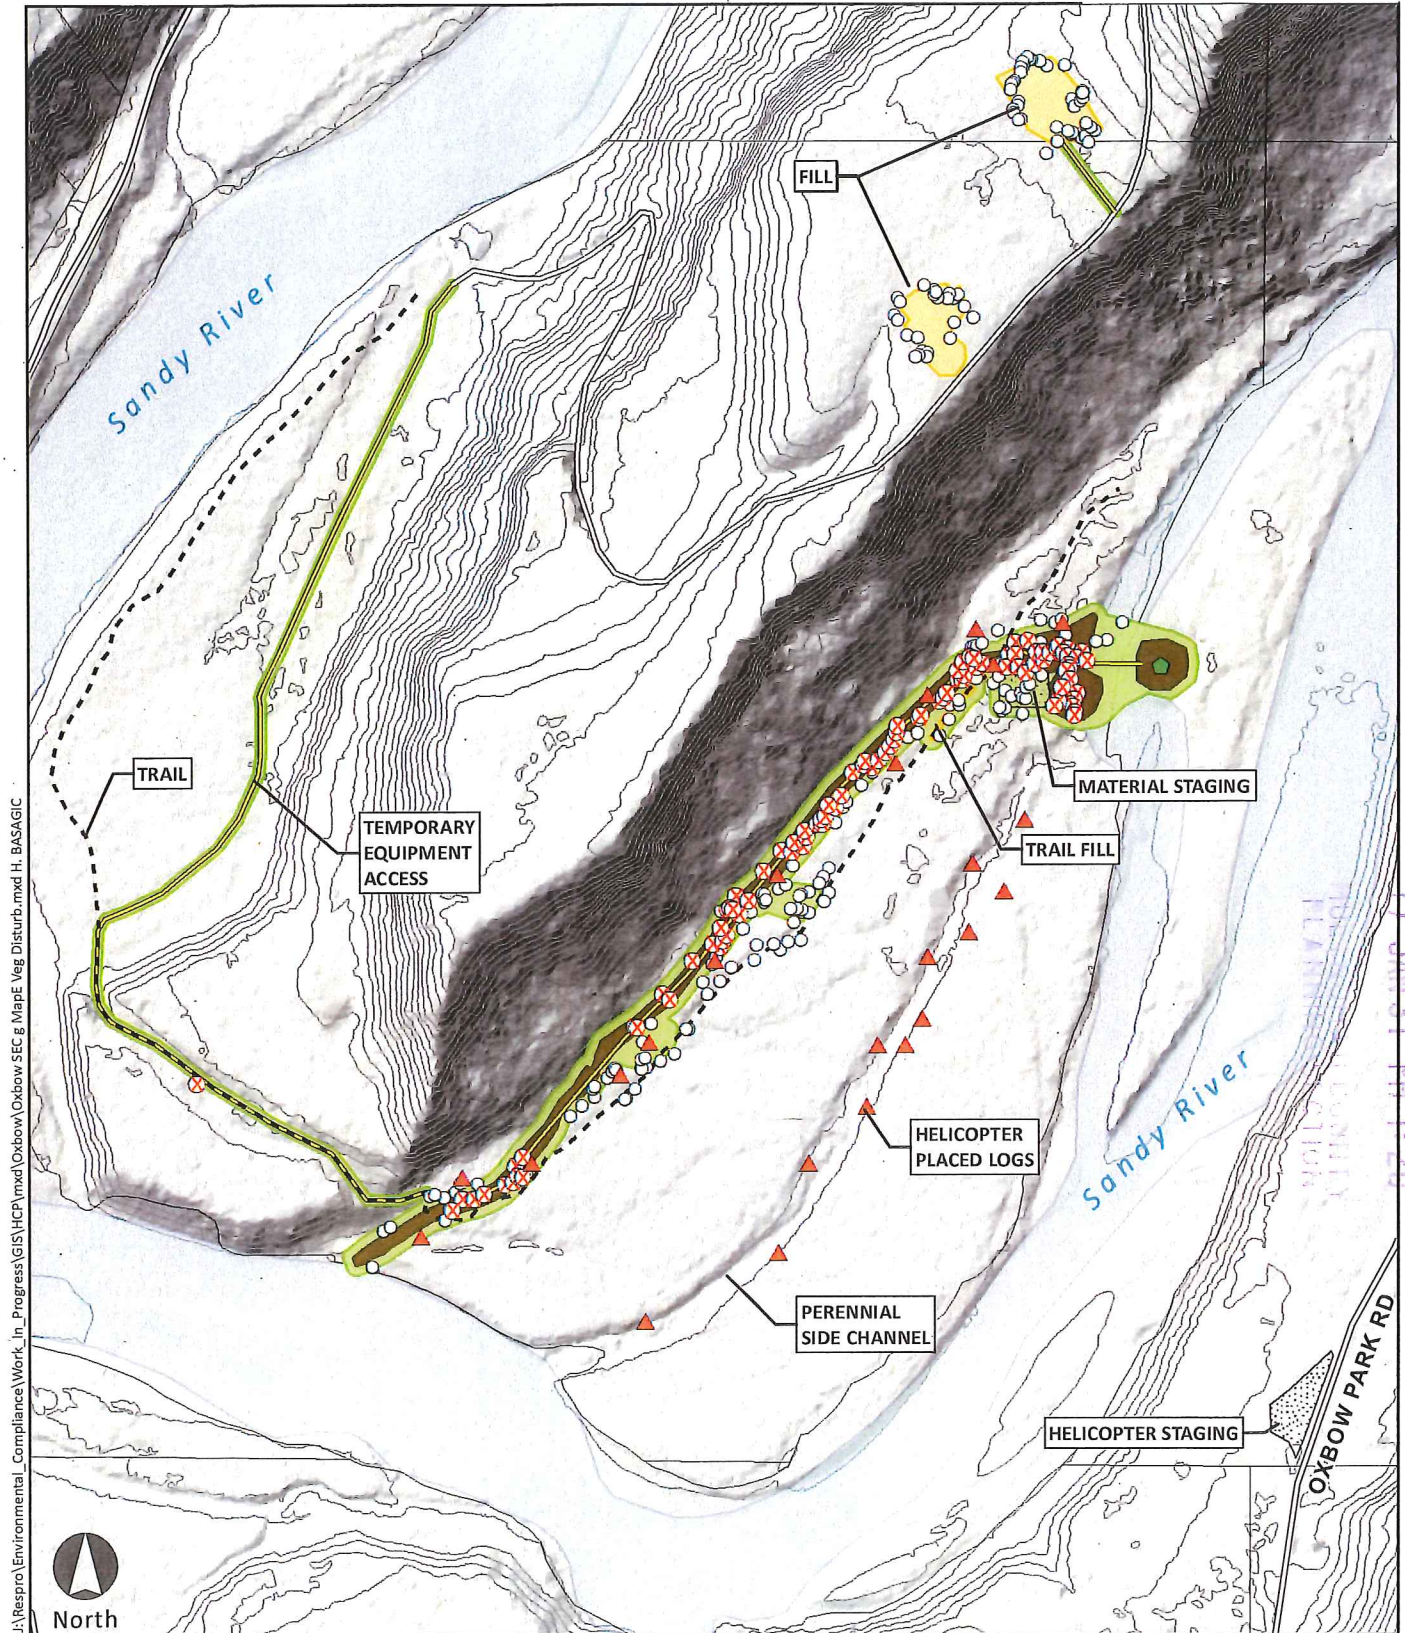 FILL
Sandy River
TRAIL
TEMPORARY
EQUIPMENT
ACCESS
MATERIAL STAGING
TRAIL FILL
HELICOPTER
PLACED LOGS
Sandy River
PERENNIAL
SIDE CHANNEL
HELICOPTER STAGING
OXBOW PARK RD
North
J:\Respro\Environmental_Compliance\Work_In_Progress\GIS\HCP\mxd\Oxbow\Oxbow SEC g MapE Veg Disturb.mxd H. BASAGIC